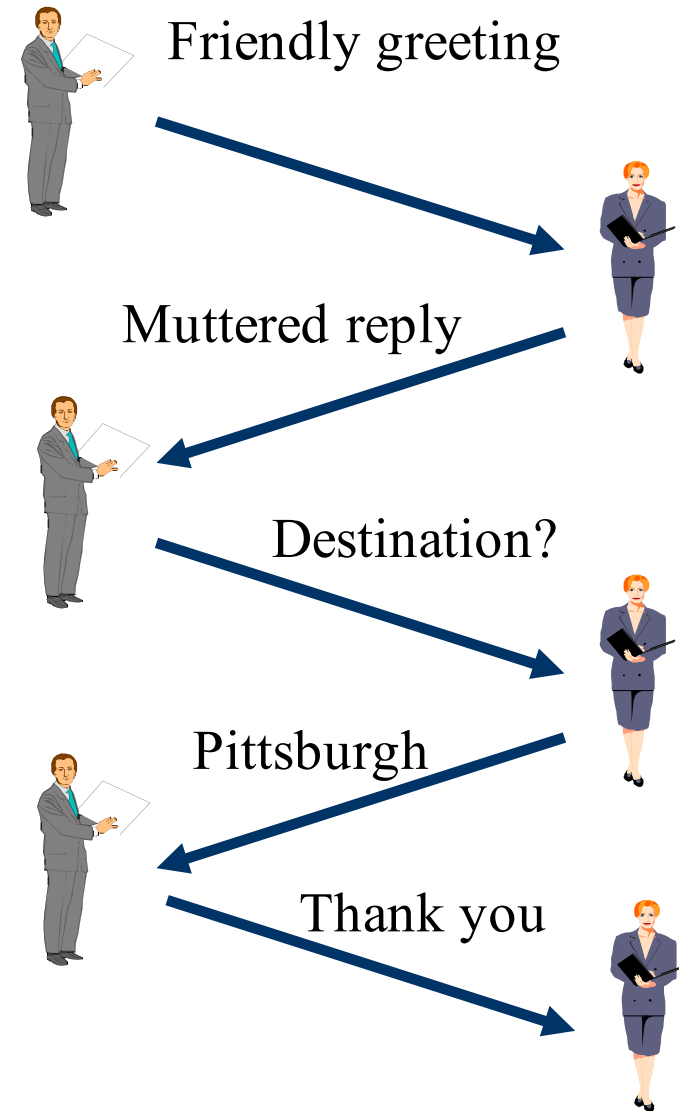 Friendly greeting
Muttered reply
Destination?
Pittsburgh
Thank you